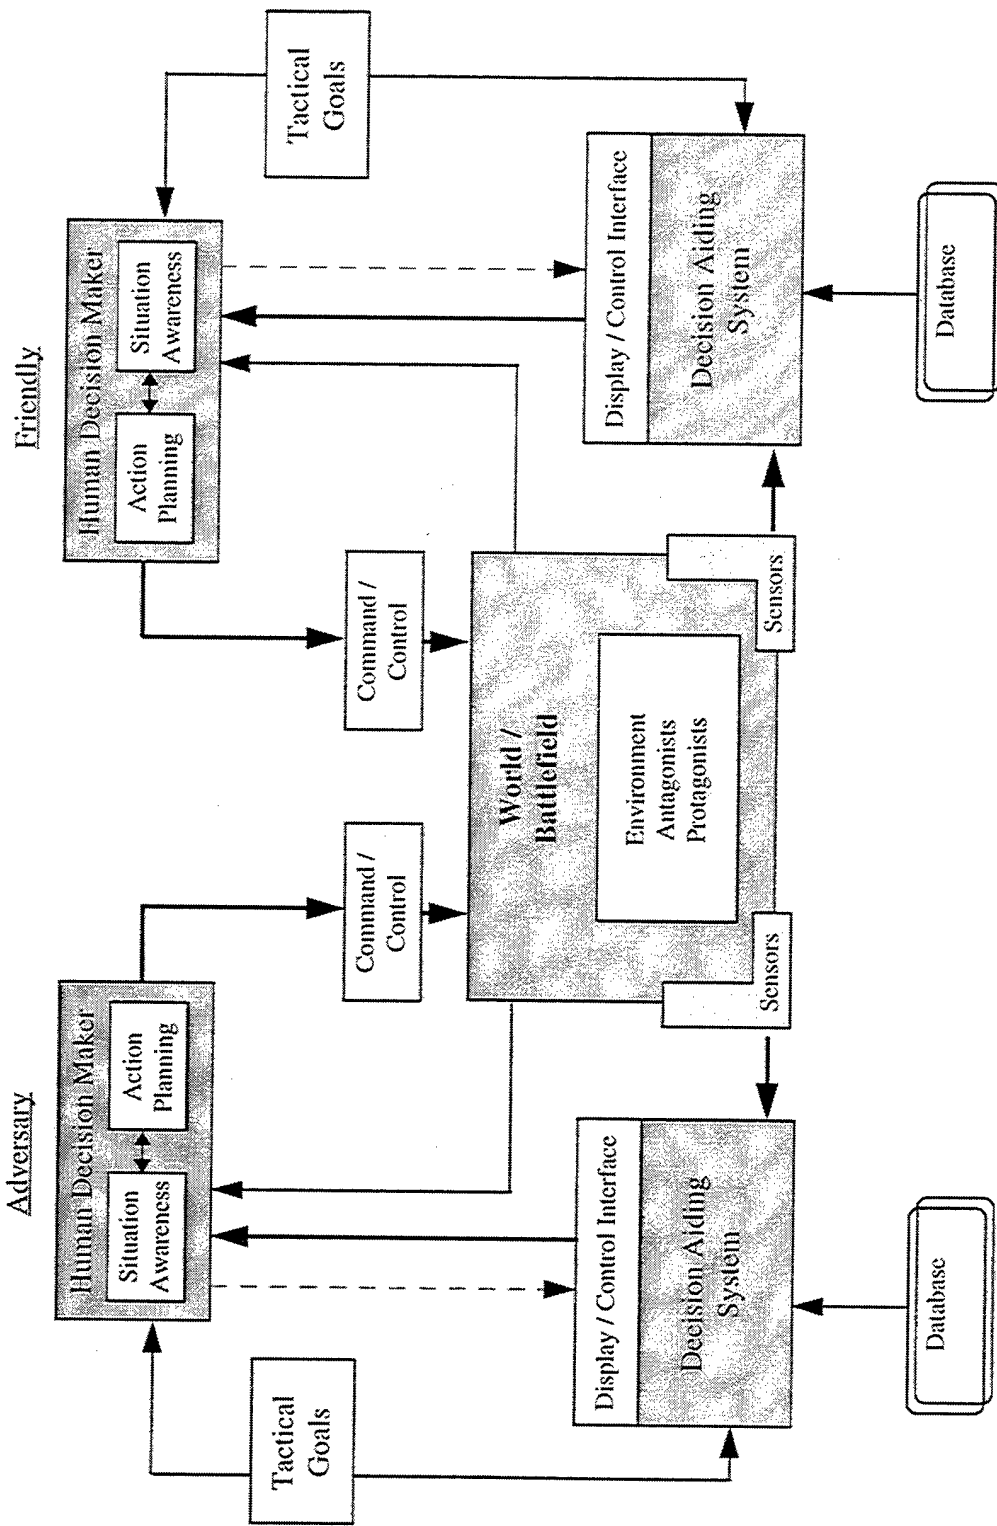 Adversary
Friendly
Human Decision Maker
Situation
Awareness
Action
Planning
Human Decision Maker
Action
Planning
Situation
Awareness
Tactical
Goals
Command /
Control
Command /
Control
Tactical
Goals
World /
Battlefield
Environment
Antagonists
Protagonists
Sensors
Sensors
Display / Control Interface
Decision Aiding
System
Display / Control Interface
Decision Aiding
System
Database
Database